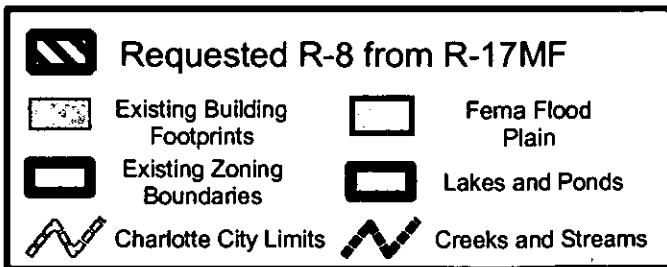 Requested R-8 from R-17MF
Existing Building
Footprints
Fema Flood
Plain
Existing Zoning
Boundaries
Lakes and Ponds
Charlotte City Limits
Creeks and Streams